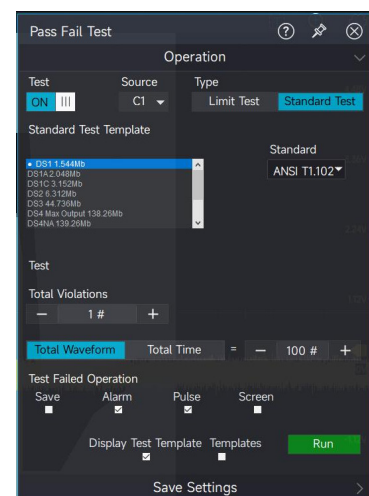 Pass Fail Test
Operation
Test Source Type
ON C1 Limit Test Standard Test
Standard Test Template
Standard
DS1 1.544Mb
ANSI T1.102
DS1A 2.048Mb
DS1C 3.152Mb
DS2 6.312Mb
DS3 44.736Mb
DS4 Max Output 138.26Mb
DS4NA 139.26Mb
Test
Total Violations
− 1 # +
Total Waveform Total Time = − 100 # +
Test Failed Operation
Save Alarm Pulse Screen
Display Test Template Templates Run
Save Settings